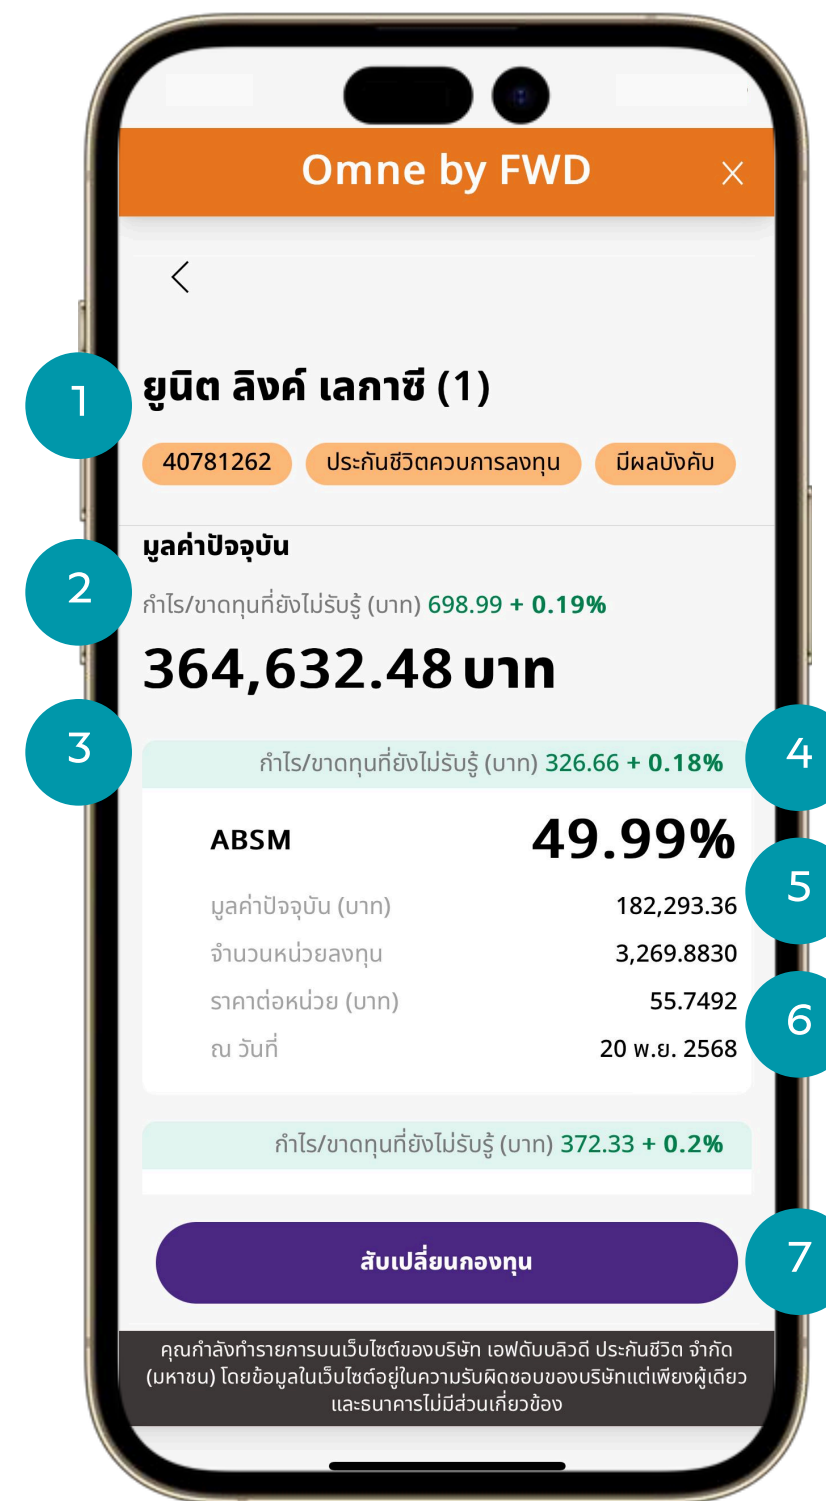 Omne by FWD
1
ยูนิต ลิงค์ เลกาซี (1)
40781262 ประกันชีวิตควบการลงทุน มีผลบังคับ
2
มูลค่าปัจจุบัน
กำไร/ขาดทุนที่ยังไม่รับรู้ (บาท) 698.99 + 0.19%
364,632.48 บาท
3
กำไร/ขาดทุนที่ยังไม่รับรู้ (บาท) 326.66 + 0.18%
4
ABSM 49.99%
มูลค่าปัจจุบัน (บาท) 182,293.36
5
จำนวนหน่วยลงทุน 3,269.8830
ราคาต่อหน่วย (บาท) 55.7492
6
ณ วันที่ 20 พ.ย. 2568
กำไร/ขาดทุนที่ยังไม่รับรู้ (บาท) 372.33 + 0.2%
สับเปลี่ยนกองทุน
7
คุณกำลังทำรายการบนเว็บไซต์ของบริษัท เอฟดับบลิวดี ประกันชีวิต จำกัด
(มหาชน) โดยข้อมูลในเว็บไซต์อยู่ในความรับผิดชอบของบริษัทแต่เพียงผู้เดียว
และธนาคารไม่มีส่วนเกี่ยวข้อง